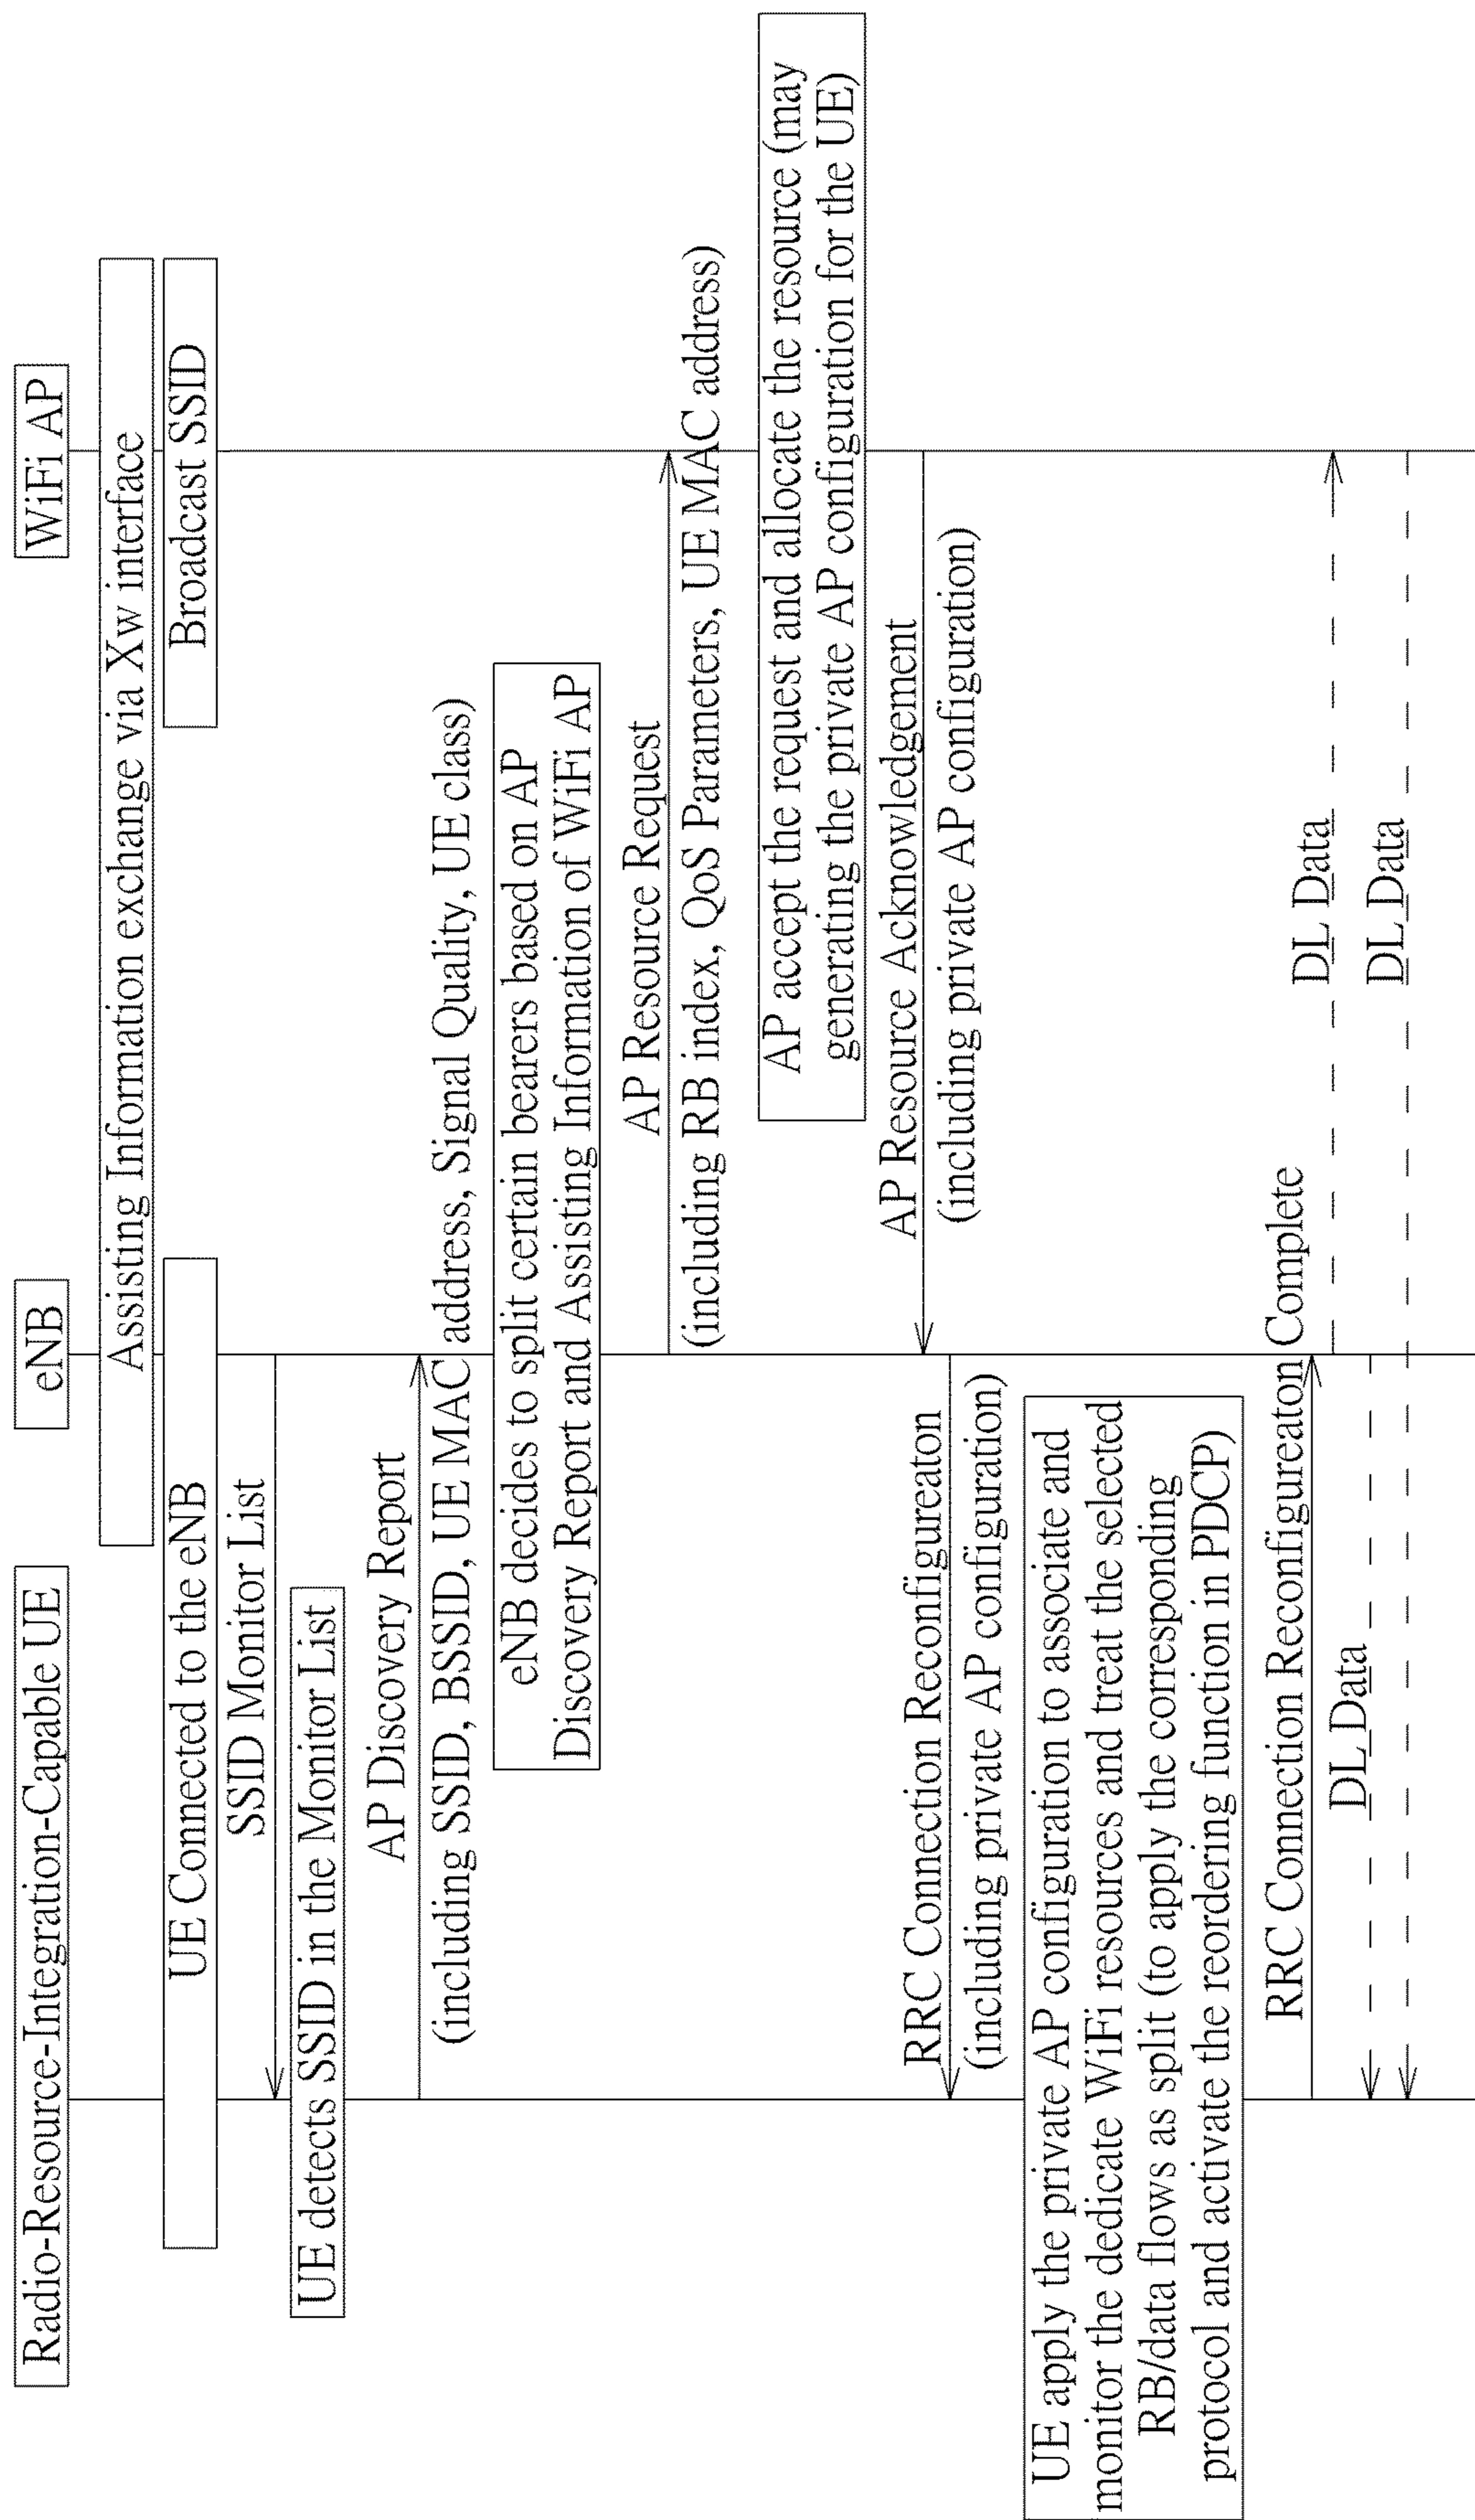 Radio-Resource-Integration-Capable UE
eNB
WiFi AP
Assisting Information exchange via Xw interface
UE Connected to the eNB
Broadcast SSID
SSID Monitor List
UE detects SSID in the Monitor List
AP Discovery Report
(including SSID, BSSID, UE MAC address, Signal Quality, UE class)
eNB decides to split certain bearers based on AP
Discovery Report and Assisting Information of WiFi AP
AP Resource Request
(including RB index, QoS Parameters, UE MAC address)
AP accept the request and allocate the resource (may
generating the private AP configuration for the UE)
AP Resource Acknowledgement
(including private AP configuration)
RRC Connection Reconfigureaton
(including private AP configuration)
UE apply the private AP configuration to associate and
monitor the dedicate WiFi resources and treat the selected
RB/data flows as split (to apply the corresponding
protocol and activate the reordering function in PDCP)
RRC Connection Reconfigureaton Complete
DL Data
DL Data
DL Data